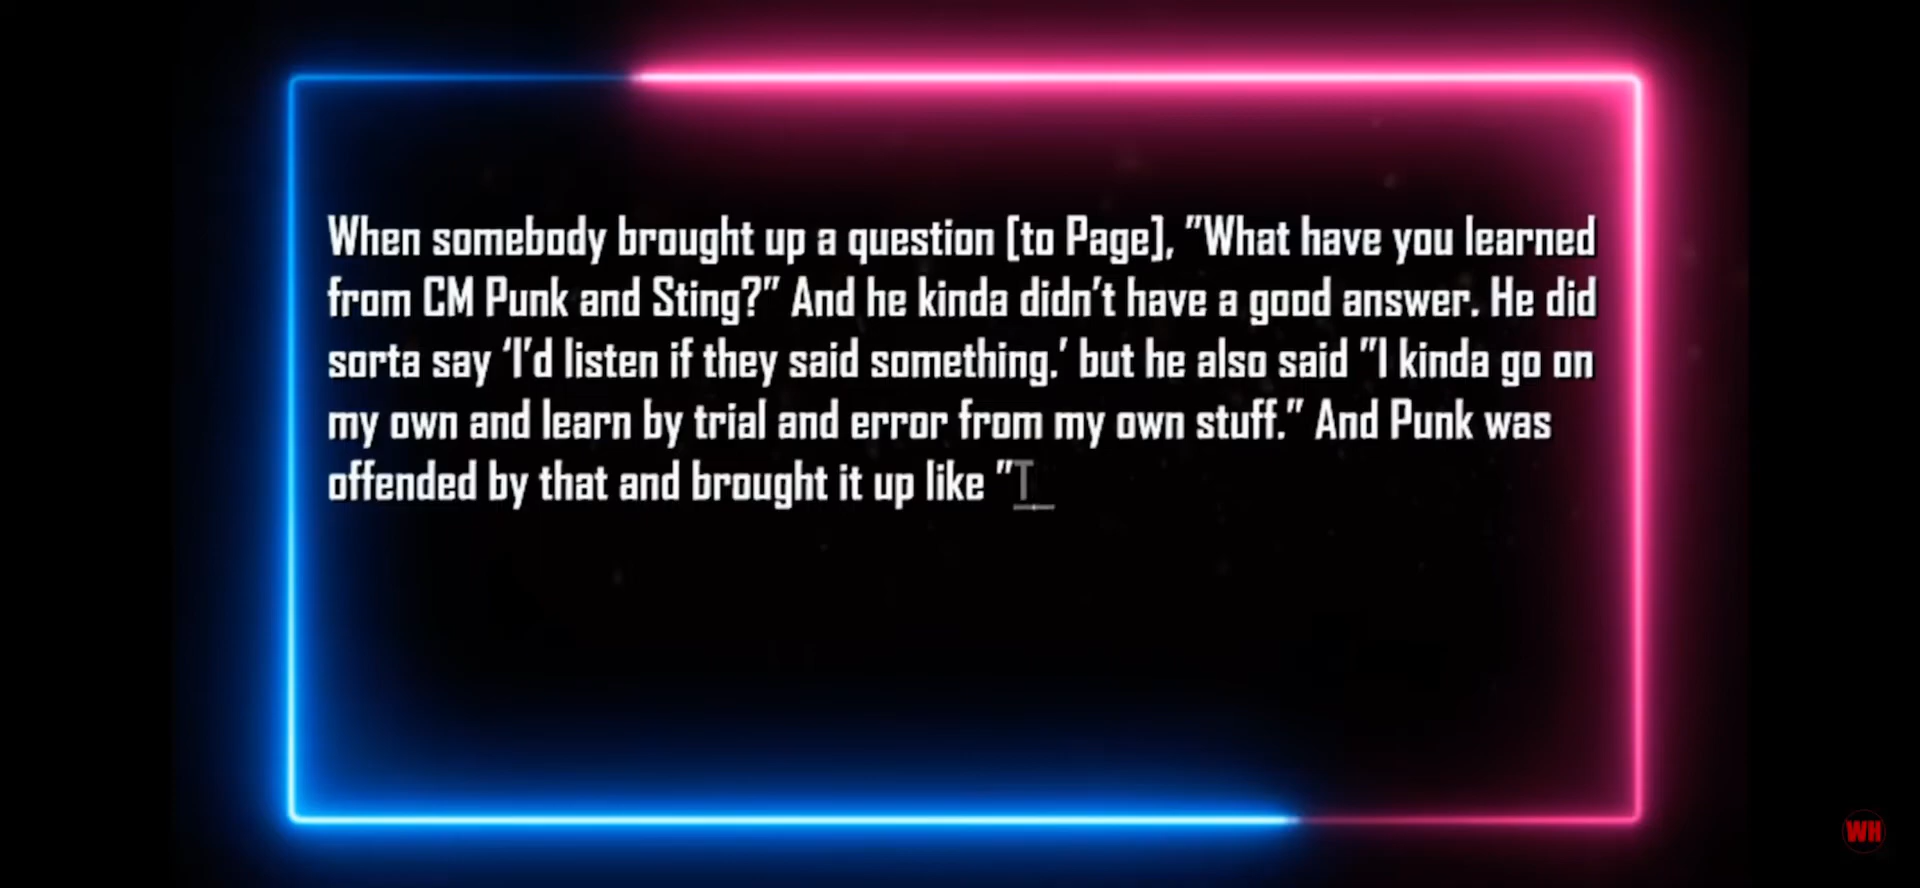 When somebody brought up a question [to Page], "What have you learned
from CM Punk and Sting?" And he kinda didn't have a good answer. He did
sorta say 'I'd listen if they said something.' but he also said "I kinda go on
my own and learn by trial and error from my own stuff." And Punk was
offended by that and brought it up like "T_
WH